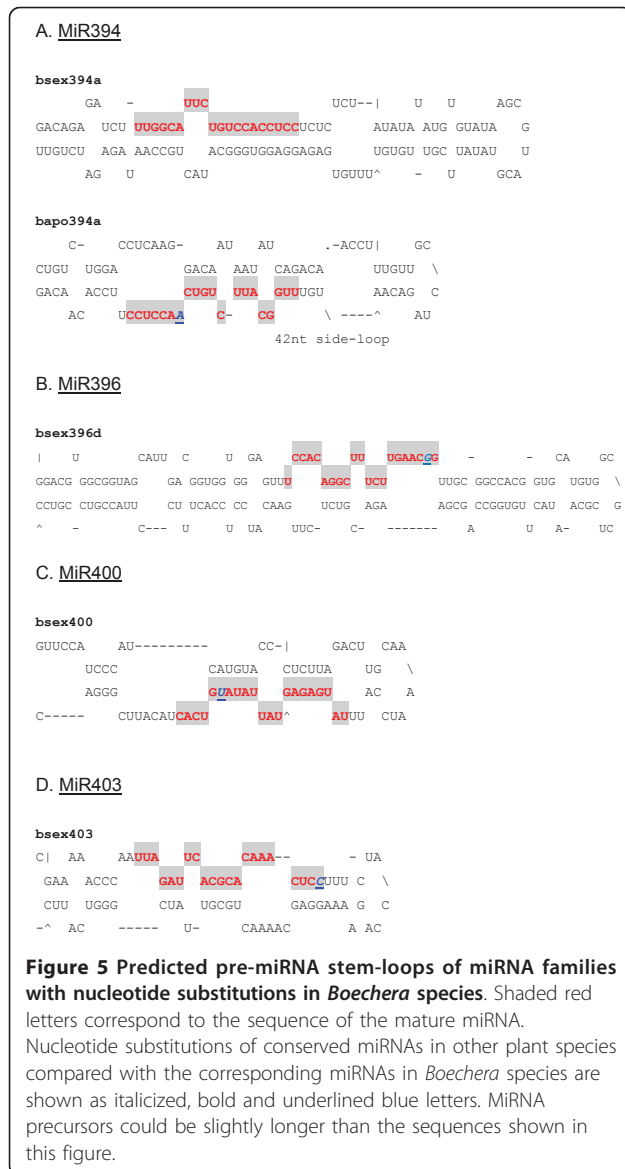 A. MiR394
bsex394a
GA - UUC UCU--| U U AGC
GACAGA UCU UUGGCA UGUCCACCUCCUCUC AUAUA AUG GUAUA G
UUGUCU AGA AACCGU ACGGGUGGAGGAGAG UGUGU UGC UAUAU U
AG U CAU UGUUU^ - U GCA
bapo394a
C- CCUCAAG- AU AU .-ACCU| GC
CUGU UGGA GACA AAU CAGACA UUGUU \
GACA ACCU CUGU UUA GUUUGU AACAG C
AC UCCUCCAA C- CG \ ----^ AU
42nt side-loop
B. MiR396
bsex396d
| U CAUU C U GA CCAC UU UGAACGG - - CA GC
GGACG GGCGGUAG GA GGUGG GG GUUU AGGC UCU UUGC GGCCACG GUG UGUG \
CCUGC CUGCCAUU CU UCACC CC CAAG UCUG AGA AGCG CCGGUGU CAU ACGC G
^ - C--- U U UA UUC- C- ------- A U A- UC
C. MiR400
bsex400
GUUCCA AU--------- CC-| GACU CAA
UCCC CAUGUA CUCUUA UG \
AGGG GUAUAU GAGAGU AC A
C----- CUUACAUCACU UAU^ AUUU CUA
D. MiR403
bsex403
C| AA AAUUA UC CAAA-- - UA
GAA ACCC GAU ACGCA CUCCUUU C \
CUU UGGG CUA UGCGU GAGGAAA G C
-^ AC ----- U- CAAAAC A AC
Figure 5 Predicted pre-miRNA stem-loops of miRNA families
with nucleotide substitutions in Boechera species. Shaded red
letters correspond to the sequence of the mature miRNA.
Nucleotide substitutions of conserved miRNAs in other plant species
compared with the corresponding miRNAs in Boechera species are
shown as italicized, bold and underlined blue letters. MiRNA
precursors could be slightly longer than the sequences shown in
this figure.